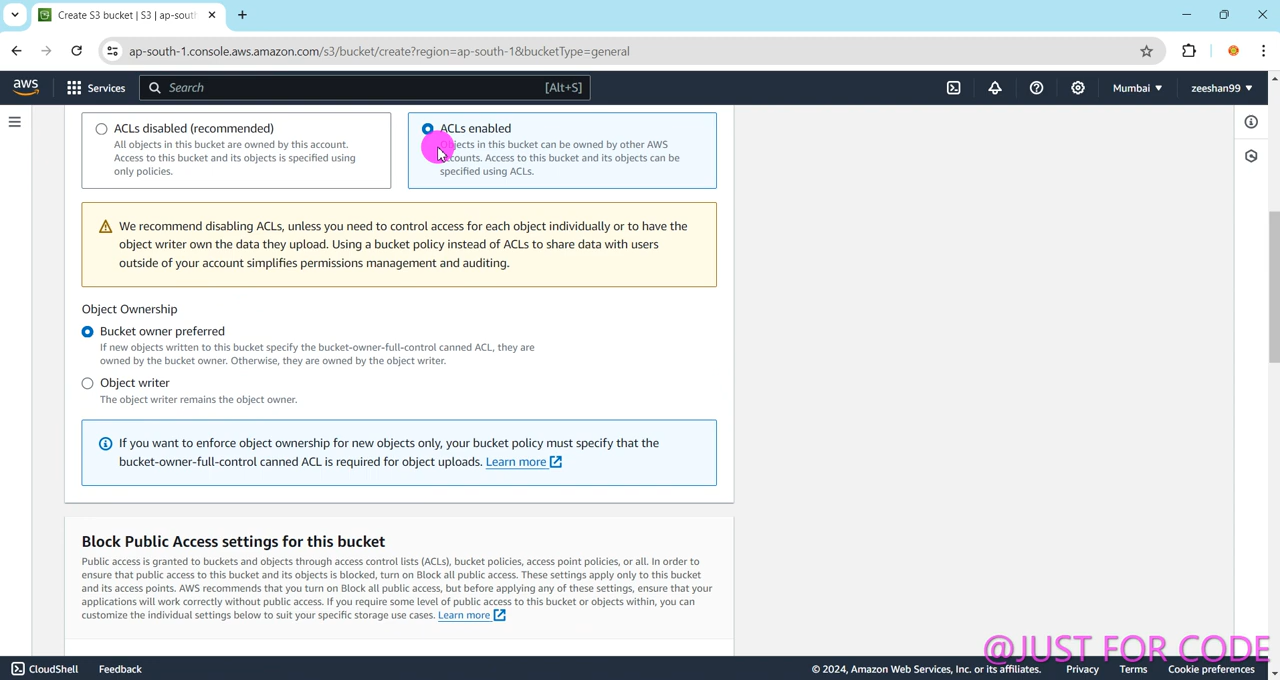 Create S3 bucket | S3 | ap-sout
ap-south-1.console.aws.amazon.com/s3/bucket/create?region=ap-south-1&bucketType=general
aws
Services
Search
[Alt+S]
Mumbai ▼
zeeshan99 ▼
ACLs disabled (recommended)
All objects in this bucket are owned by this account.
Access to this bucket and its objects is specified using
only policies.
ACLs enabled
Objects in this bucket can be owned by other AWS
accounts. Access to this bucket and its objects can be
specified using ACLs.
We recommend disabling ACLs, unless you need to control access for each object individually or to have the
object writer own the data they upload. Using a bucket policy instead of ACLs to share data with users
outside of your account simplifies permissions management and auditing.
Object Ownership
Bucket owner preferred
If new objects written to this bucket specify the bucket-owner-full-control canned ACL, they are
owned by the bucket owner. Otherwise, they are owned by the object writer.
Object writer
The object writer remains the object owner.
If you want to enforce object ownership for new objects only, your bucket policy must specify that the
bucket-owner-full-control canned ACL is required for object uploads. Learn more
Block Public Access settings for this bucket
Public access is granted to buckets and objects through access control lists (ACLs), bucket policies, access point policies, or all. In order to
ensure that public access to this bucket and its objects is blocked, turn on Block all public access. These settings apply only to this bucket
and its access points. AWS recommends that you turn on Block all public access, but before applying any of these settings, ensure that your
applications will work correctly without public access. If you require some level of public access to this bucket or objects within, you can
customize the individual settings below to suit your specific storage use cases. Learn more
@JUST FOR CODE
CloudShell
Feedback
© 2024, Amazon Web Services, Inc. or its affiliates.
Privacy
Terms
Cookie preferences